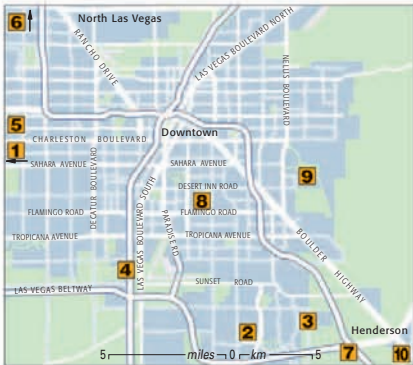 6
North Las Vegas
RANCHO DRIVE
LAS VEGAS BOULEVARD NORTH
NELLIS BOULEVARD
5
Downtown
CHARLESTON BOULEVARD
1
SAHARA AVENUE
SAHARA AVENUE
9
DECATUR BOULEVARD
DESERT INN ROAD
8
FLAMINGO ROAD
FLAMINGO ROAD
LAS VEGAS BOULEVARD SOUTH
PARADISE RD
TROPICANA AVENUE
TROPICANA AVENUE
BOULDER HIGHWAY
4
SUNSET ROAD
LAS VEGAS BELTWAY
2
3
Henderson
5 miles 0 km 5
7
10